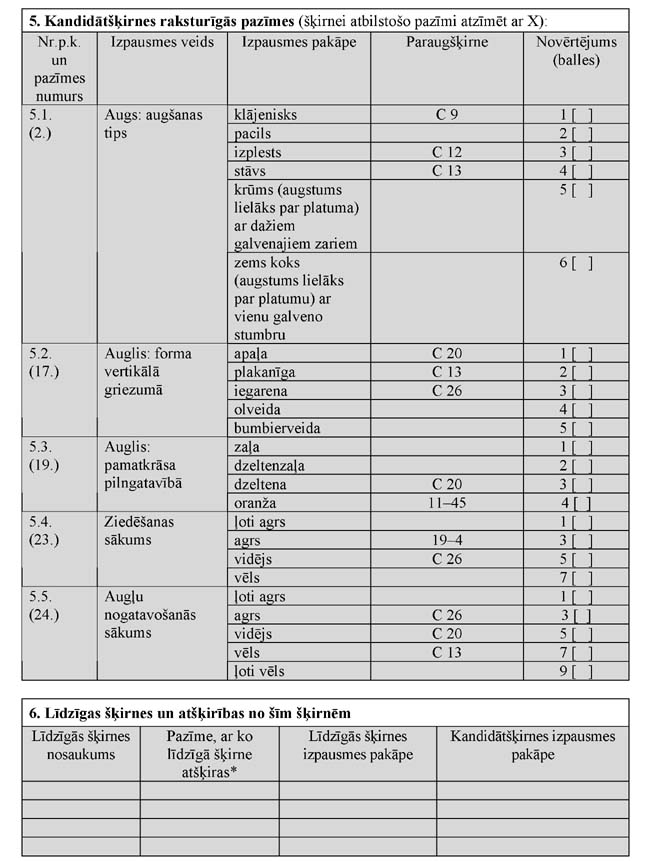 5. Kandidātšķirnes raksturīgās pazīmes (šķirnei atbilstošo pazīmi atzīmēt ar X):
Nr.p.k. un pazīmes numurs Izpausmes veids Izpausmes pakāpe Paraugšķirne Novērtējums (balles)
5.1. (2.) Augs: augšanas tips klājenisks C 9 1 [ ]
pacils 2 [ ]
izplests C 12 3 [ ]
stāvs C 13 4 [ ]
krūms (augstums 5 [ ]
lielāks par platuma)
ar dažiem
galvenajiem zariem
zems koks 6 [ ]
(augstums lielāks
par platumu) ar
vienu galveno
stumbru
5.2. (17.) Auglis: forma vertikālā griezumā apaļa C 20 1 [ ]
plakanīga C 13 2 [ ]
iegarena C 26 3 [ ]
olveida 4 [ ]
bumbierveida 5 [ ]
5.3. (19.) Auglis: pamatkrāsa pilngatavībā zaļa 1 [ ]
dzeltenzaļa 2 [ ]
dzeltena C 20 3 [ ]
oranža 11–45 4 [ ]
5.4. (23.) Ziedēšanas sākums ļoti agrs 1 [ ]
agrs 19–4 3 [ ]
vidējs C 26 5 [ ]
vēls 7 [ ]
5.5. (24.) Augļu nogatavošanās sākums ļoti agrs 1 [ ]
agrs C 26 3 [ ]
vidējs C 20 5 [ ]
vēls C 13 7 [ ]
ļoti vēls 9 [ ]
6. Līdzīgas šķirnes un atšķirības no šīm šķirnēm
Līdzīgās šķirnes nosaukums Pazīme, ar ko līdzīgā šķirne atšķiras* Līdzīgās šķirnes izpausmes pakāpe Kandidātšķirnes izpausmes pakāpe